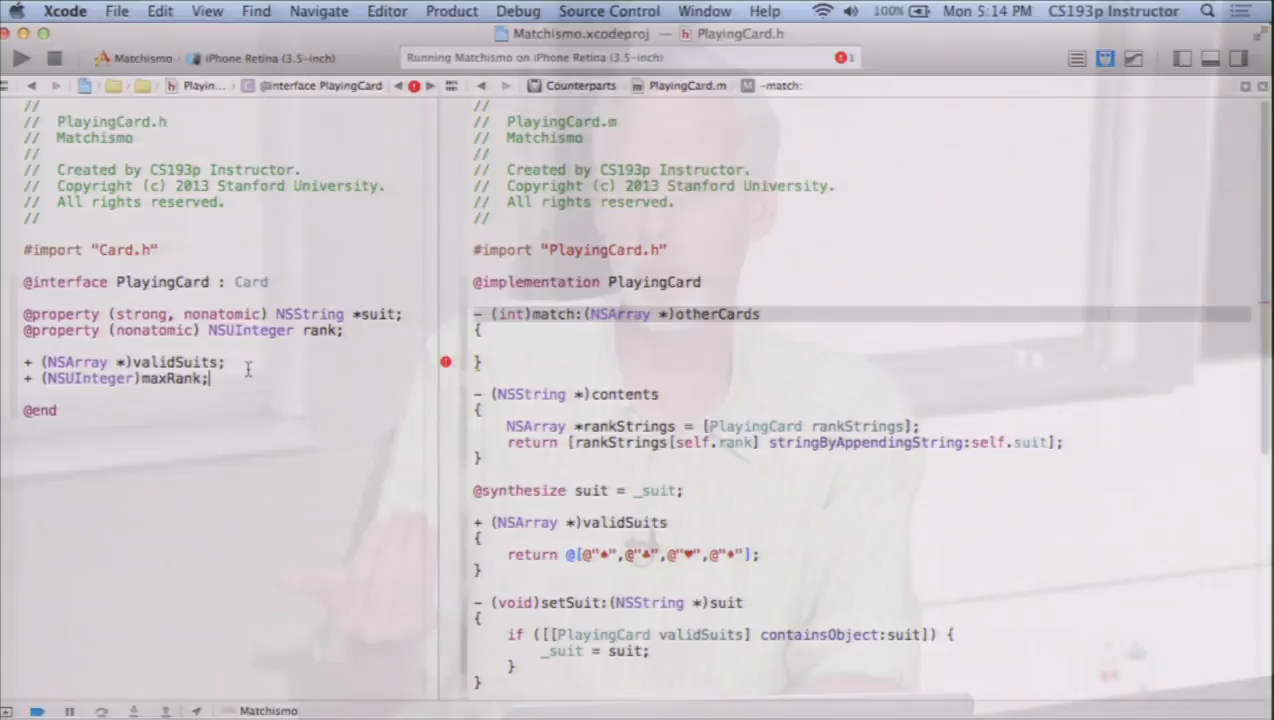 Xcode File Edit View Find Navigate Editor Product Debug Source Control Window Help 100% Mon 5:14 PM CS193p Instructor
Matchismo.xcodeproj — PlayingCard.h
Matchismo iPhone Retina (3.5-inch) Running Matchismo on iPhone Retina (3.5-inch) 1
Playin... @interface PlayingCard Counterparts PlayingCard.m -match:
//
// PlayingCard.h
// Matchismo
//
// Created by CS193p Instructor.
// Copyright (c) 2013 Stanford University.
// All rights reserved.
//
#import "Card.h"
@interface PlayingCard : Card
@property (strong, nonatomic) NSString *suit;
@property (nonatomic) NSUInteger rank;
+ (NSArray *)validSuits;
+ (NSUInteger)maxRank;
@end
//
// PlayingCard.m
// Matchismo
//
// Created by CS193p Instructor.
// Copyright (c) 2013 Stanford University.
// All rights reserved.
//
#import "PlayingCard.h"
@implementation PlayingCard
- (int)match:(NSArray *)otherCards
{
}
- (NSString *)contents
{
NSArray *rankStrings = [PlayingCard rankStrings];
return [rankStrings[self.rank] stringByAppendingString:self.suit];
}
@synthesize suit = _suit;
+ (NSArray *)validSuits
{
return @[@"♠",@"♣",@"♥",@"♦"];
}
- (void)setSuit:(NSString *)suit
{
if ([[PlayingCard validSuits] containsObject:suit]) {
_suit = suit;
}
}
Matchismo